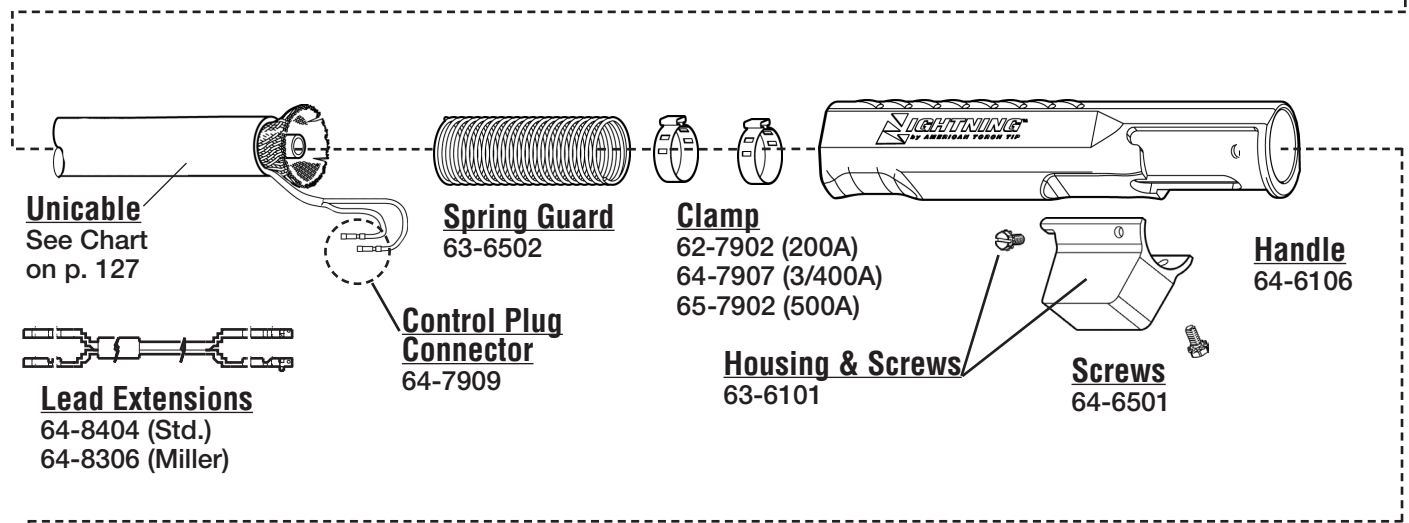 LIGHTNING™
by AMERICAN TORCH TIP
Unicable
See Chart
on p. 127
Spring Guard
63-6502
Clamp
62-7902 (200A)
64-7907 (3/400A)
65-7902 (500A)
Handle
64-6106
Control Plug
Connector
64-7909
Housing & Screws
63-6101
Screws
64-6501
Lead Extensions
64-8404 (Std.)
64-8306 (Miller)